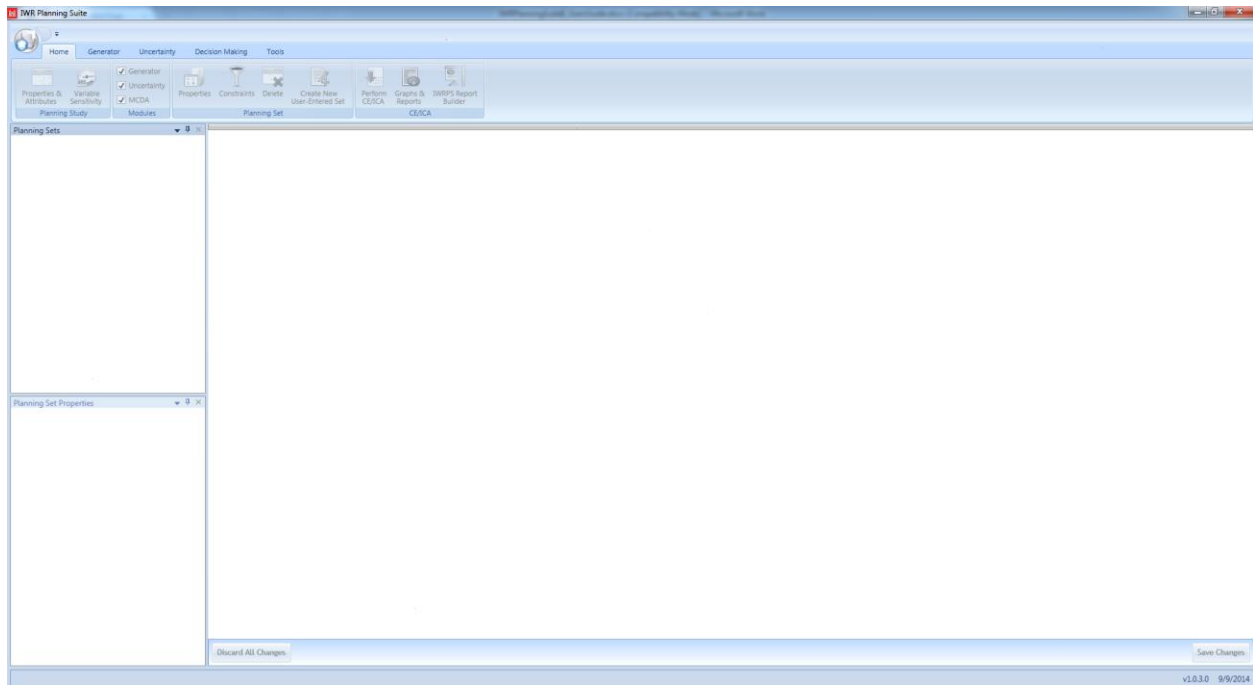 IWR Planning Suite
Home Generator Uncertainty Decision Making Tools
Properties & Attributes
Variable Sensitivity
Planning Study
Generator
Uncertainty
MCDA
Modules
Properties
Constraints
Delete
Create New User-Entered Set
Planning Set
Perform CE/ICA
Graphs & Reports
IWRPS Report Builder
CE/ICA
Planning Sets
Planning Set Properties
Discard All Changes
Save Changes
v1.0.3.0 9/9/2014